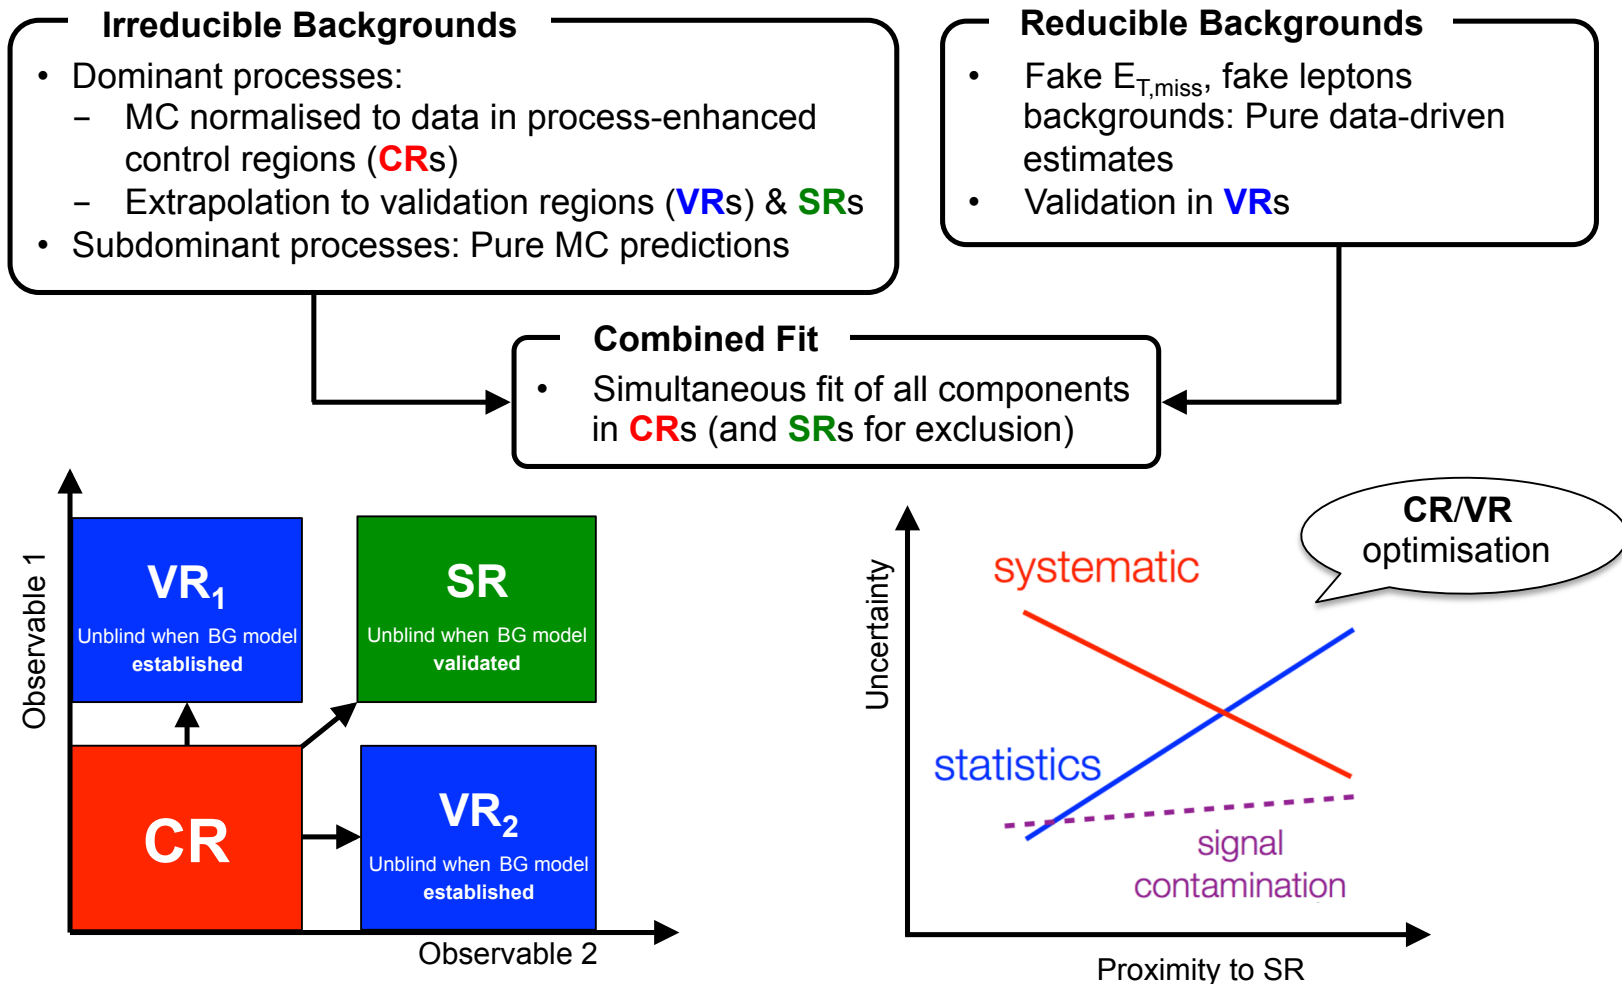 Irreducible Backgrounds
• Dominant processes:
– MC normalised to data in process-enhanced
control regions (CRs)
– Extrapolation to validation regions (VRs) & SRs
• Subdominant processes: Pure MC predictions
Reducible Backgrounds
• Fake E_T,miss, fake leptons
backgrounds: Pure data-driven
estimates
• Validation in VRs
Combined Fit
• Simultaneous fit of all components
in CRs (and SRs for exclusion)
Observable 1
VR₁
Unblind when BG model
established
SR
Unblind when BG model
validated
CR
VR₂
Unblind when BG model
established
Observable 2
Uncertainty
systematic
statistics
signal
contamination
CR/VR
optimisation
Proximity to SR